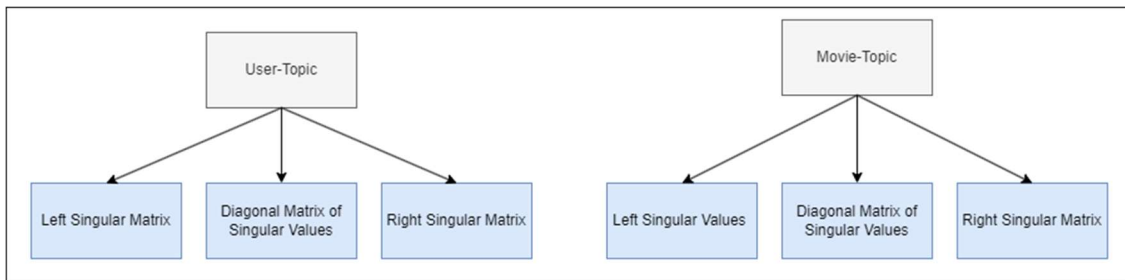 User-Topic
Movie-Topic
Left Singular Matrix
Diagonal Matrix of
Singular Values
Right Singular Matrix
Left Singular Values
Diagonal Matrix of
Singular Values
Right Singular Matrix